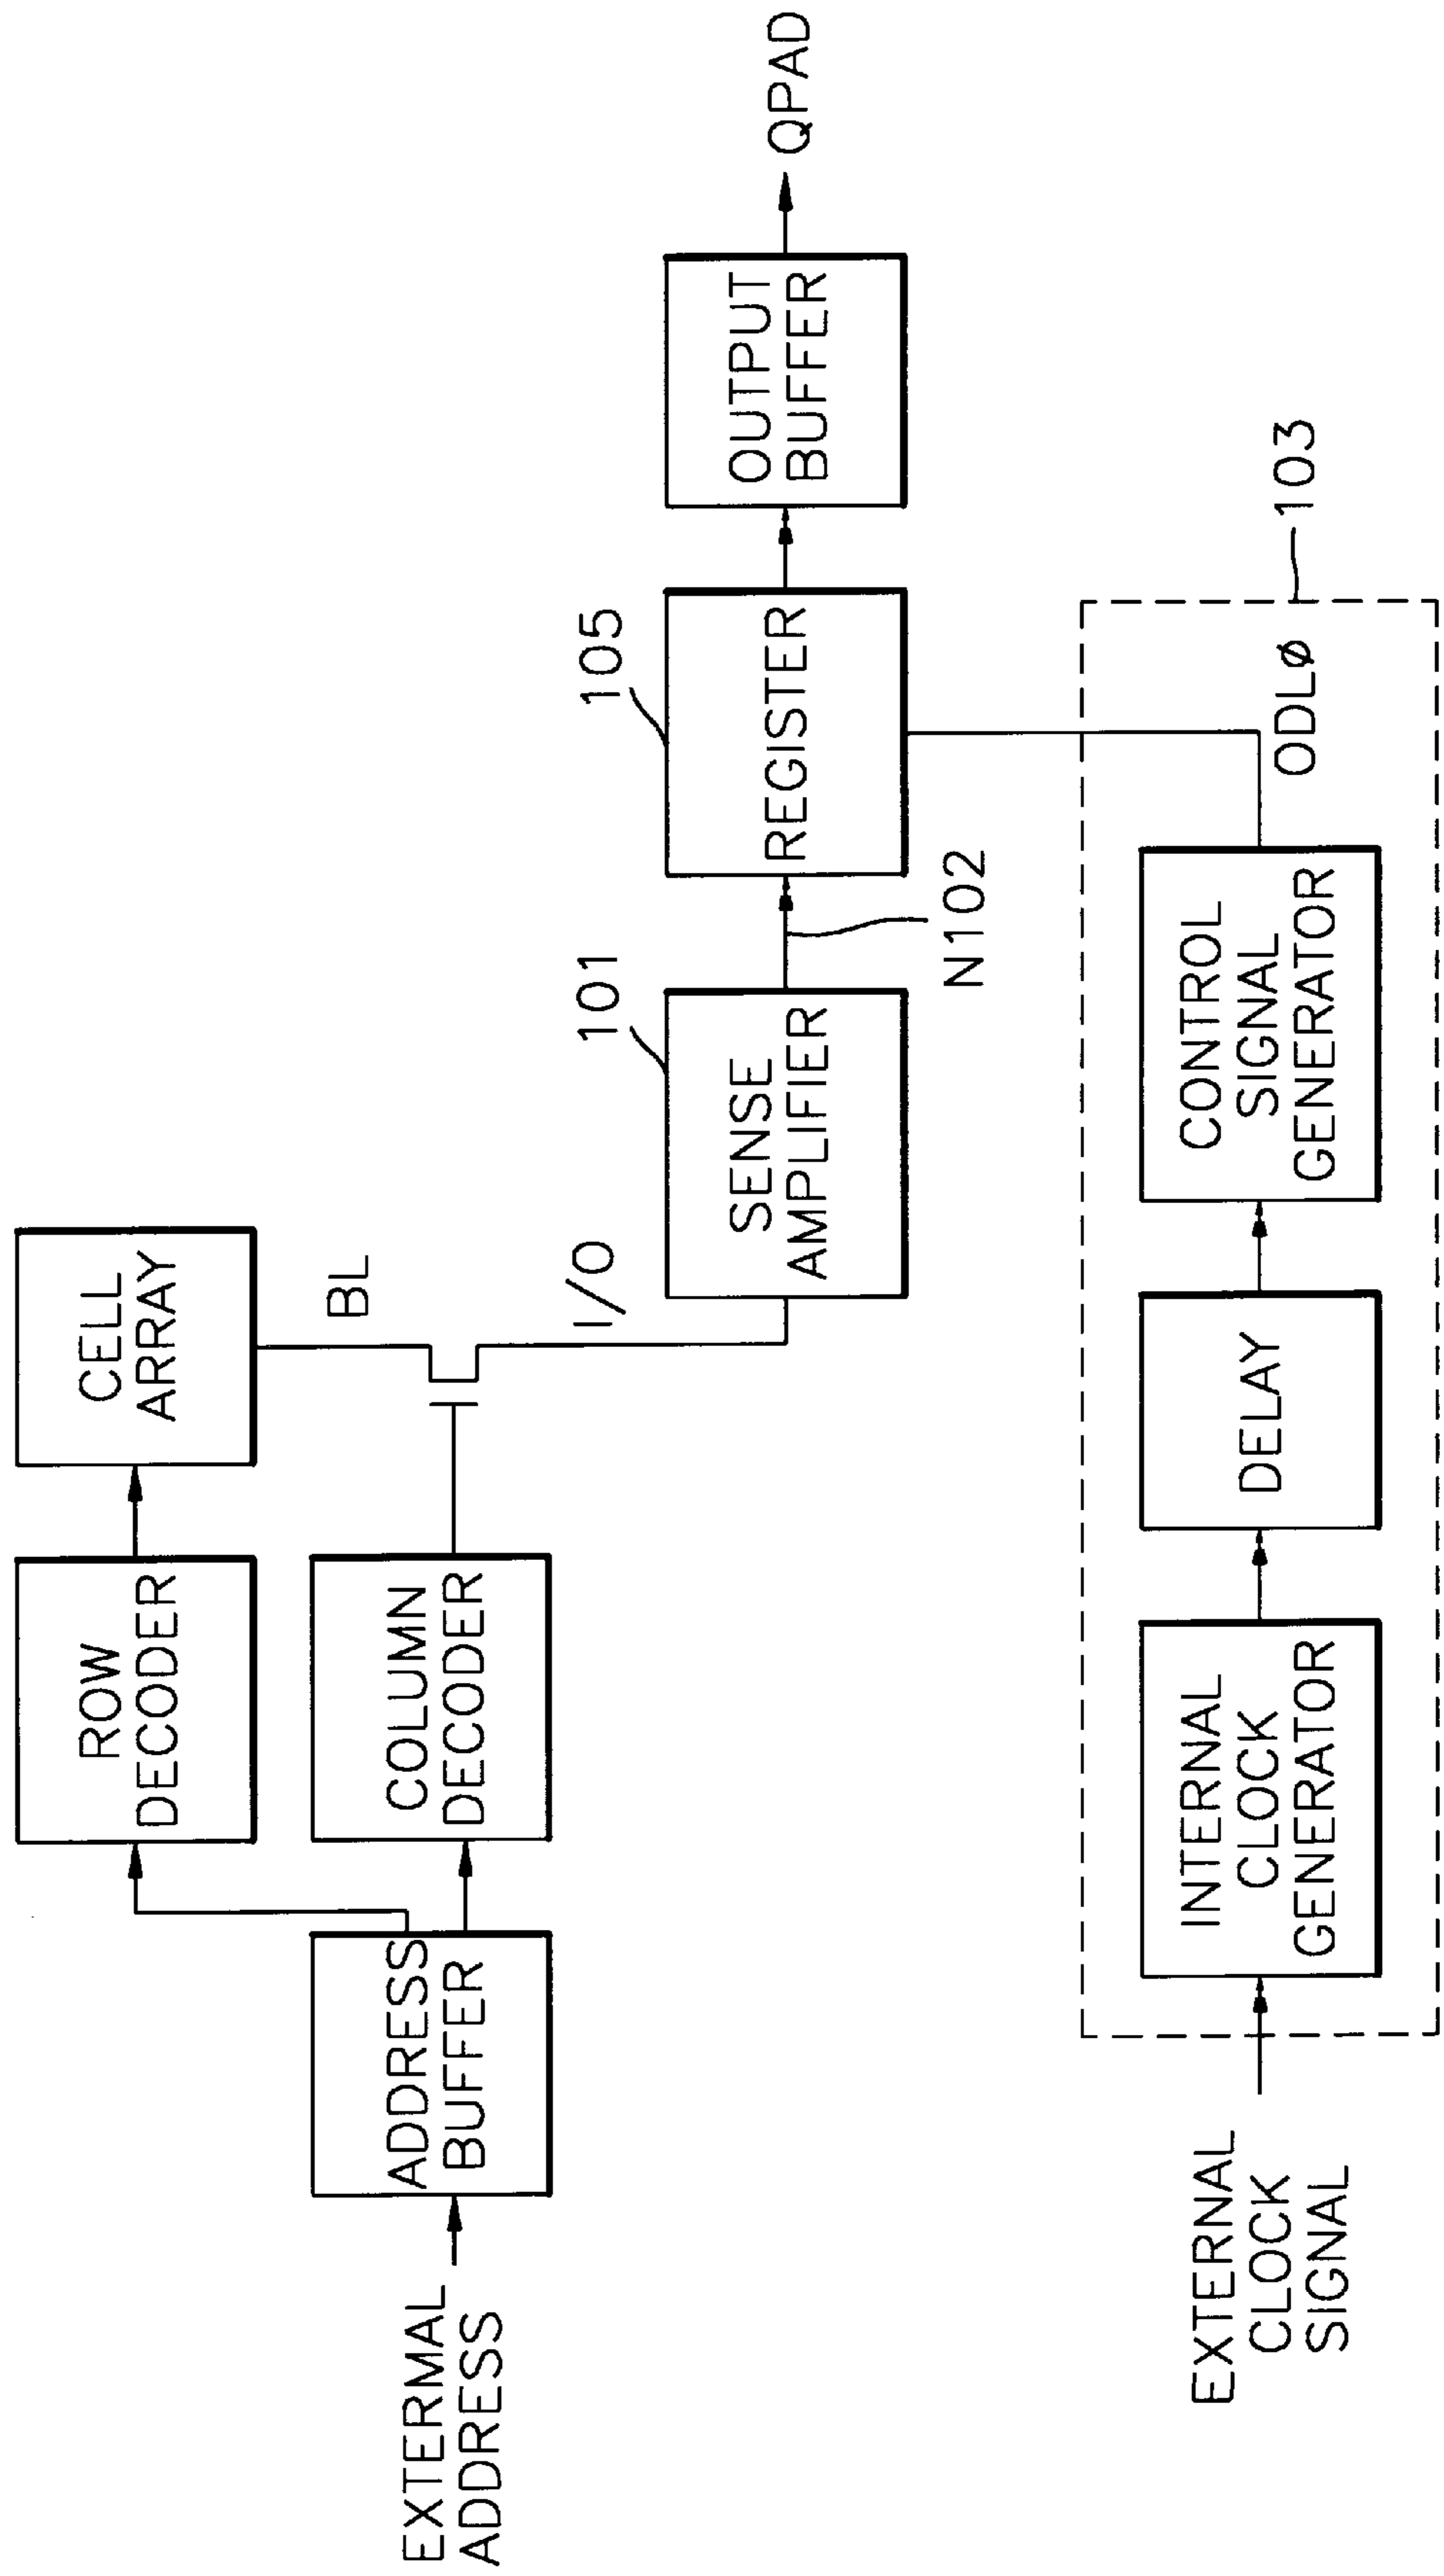 CELL
ARRAY
ROW
DECODER
BL
COLUMN
DECODER
ADDRESS
BUFFER
EXTERMAL
ADDRESS
I/O
101
SENSE
AMPLIFIER
N102
105
REGISTER
OUTPUT
BUFFER
QPAD
103
ODLØ
EXTERNAL
CLOCK
SIGNAL
INTERNAL
CLOCK
GENERATOR
DELAY
CONTROL
SIGNAL
GENERATOR